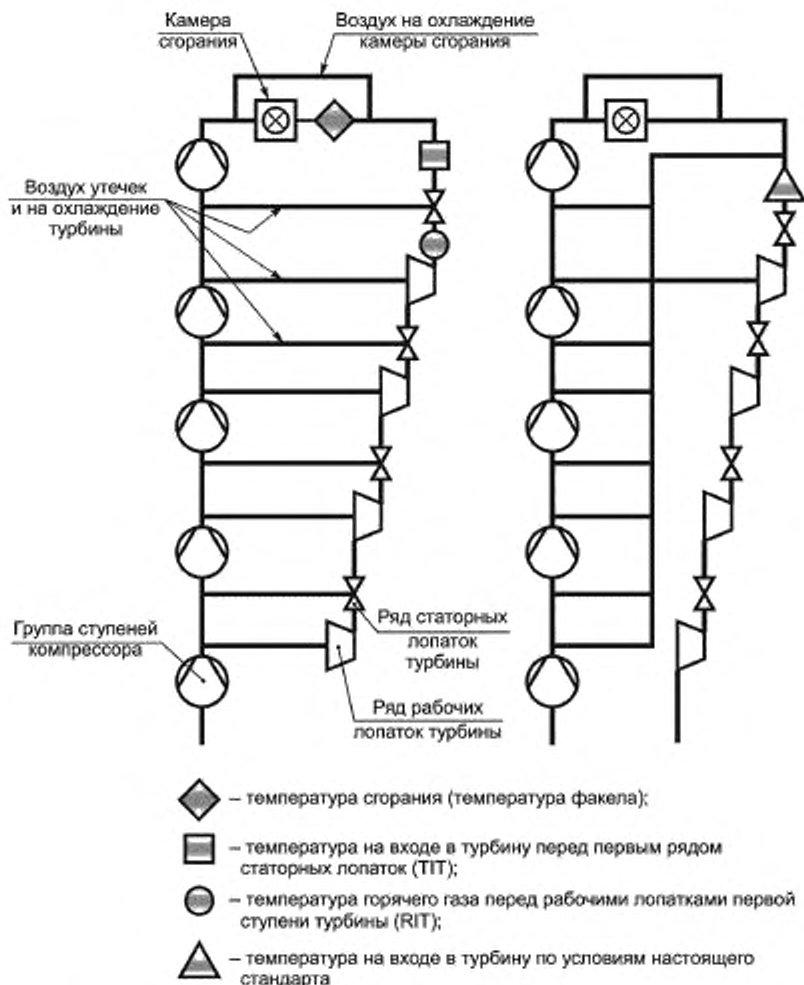 Камера
сгорания
Воздух на охлаждение
камеры сгорания
Воздух утечек
и на охлаждение
турбины
Группа ступеней
компрессора
Ряд статорных
лопаток
турбины
Ряд рабочих
лопаток турбины
– температура сгорания (температура факела);
– температура на входе в турбину перед первым рядом
статорных лопаток (TIT);
– температура горячего газа перед рабочими лопатками первой
ступени турбины (RIT);
– температура на входе в турбину по условиям настоящего
стандарта